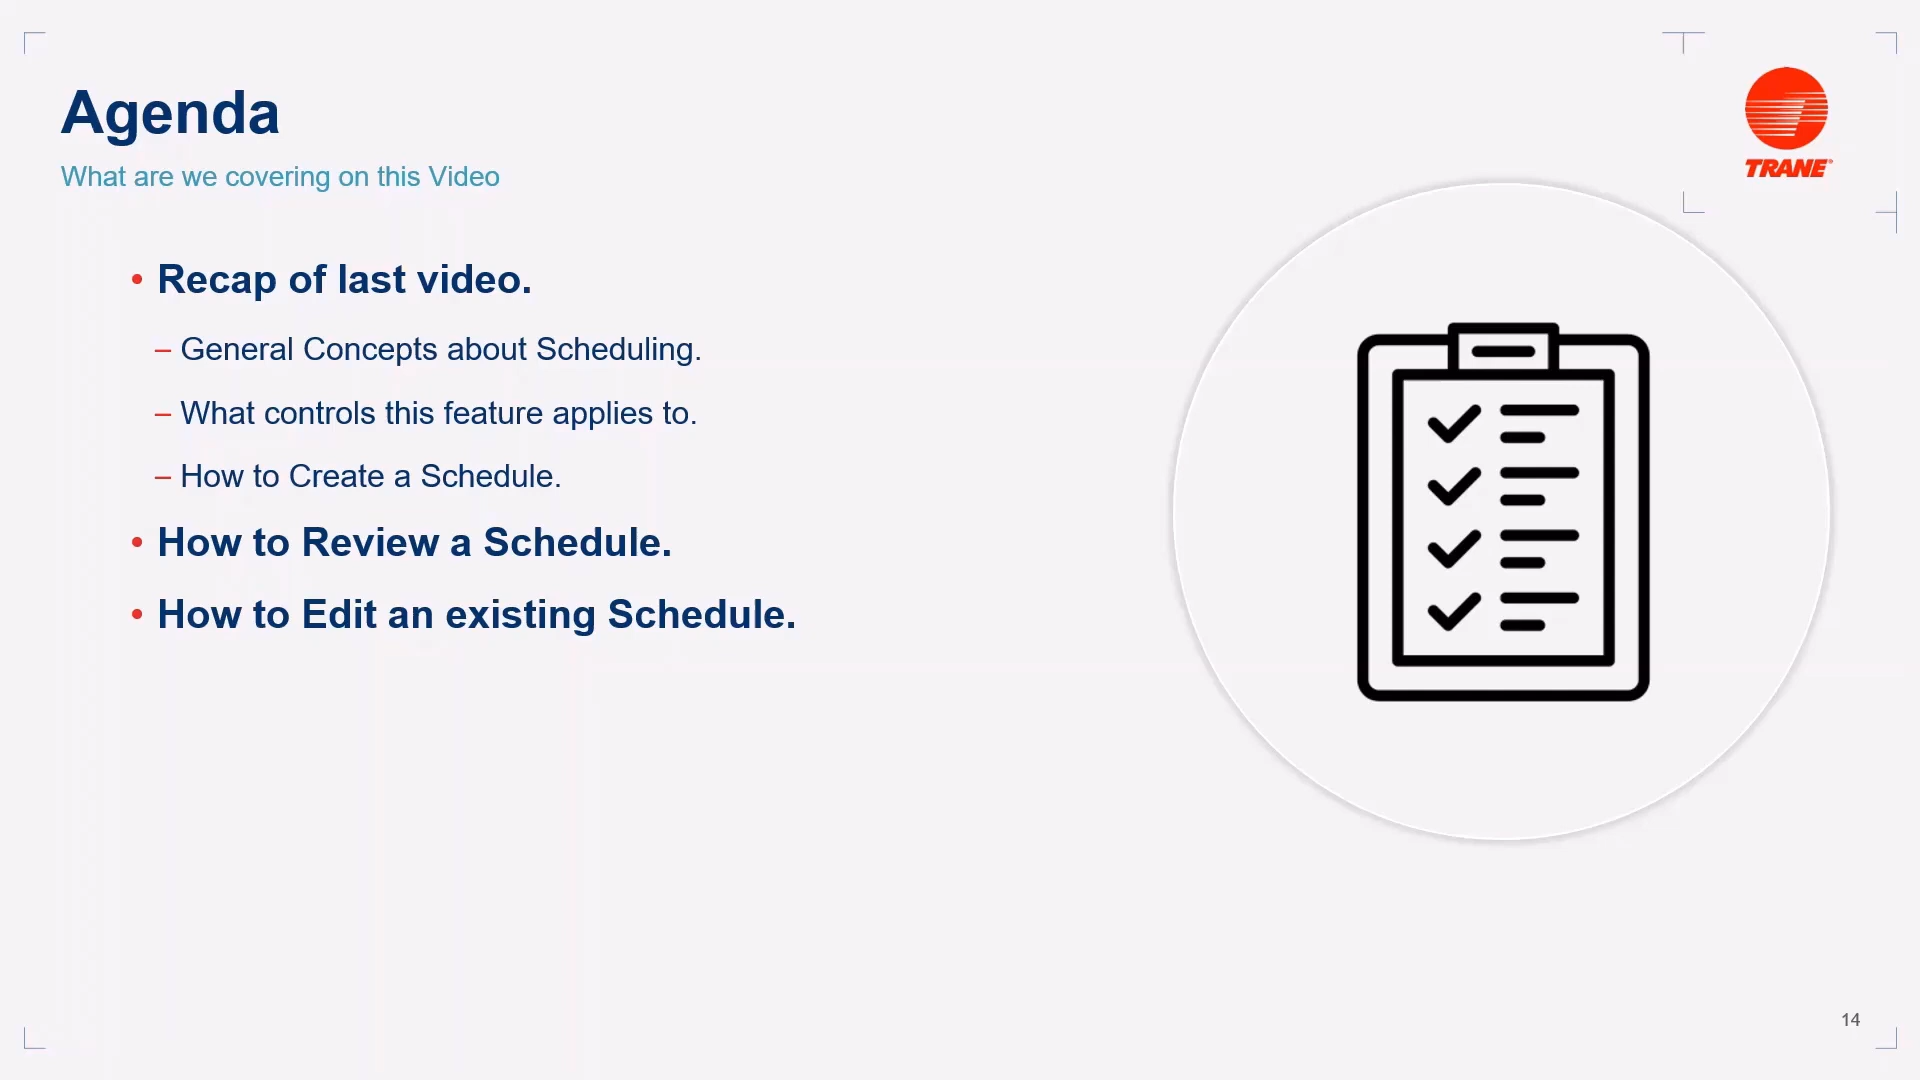 Agenda
What are we covering on this Video
TRANE®
• Recap of last video.
– General Concepts about Scheduling.
– What controls this feature applies to.
– How to Create a Schedule.
• How to Review a Schedule.
• How to Edit an existing Schedule.
14